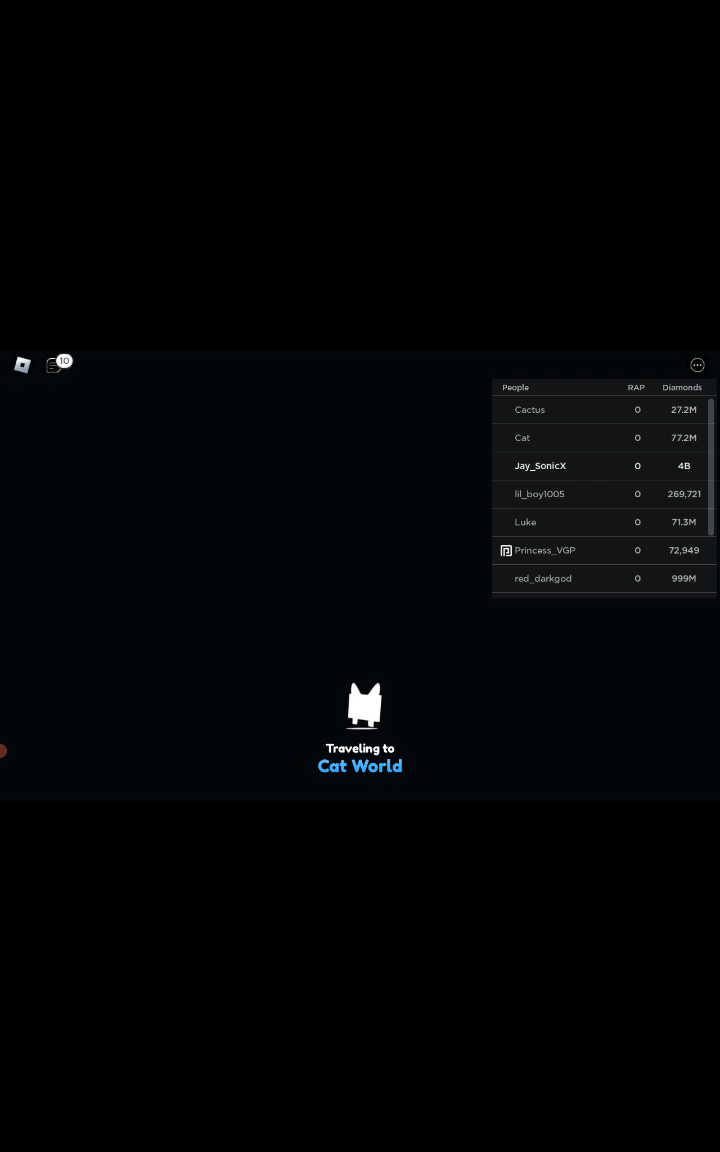 10
People RAP Diamonds
Cactus 0 27.2M
Cat 0 77.2M
Jay_SonicX 0 4B
lil_boy1005 0 269,721
Luke 0 71.3M
Princess_VGP 0 72,949
red_darkgod 0 999M
Traveling to
Cat World